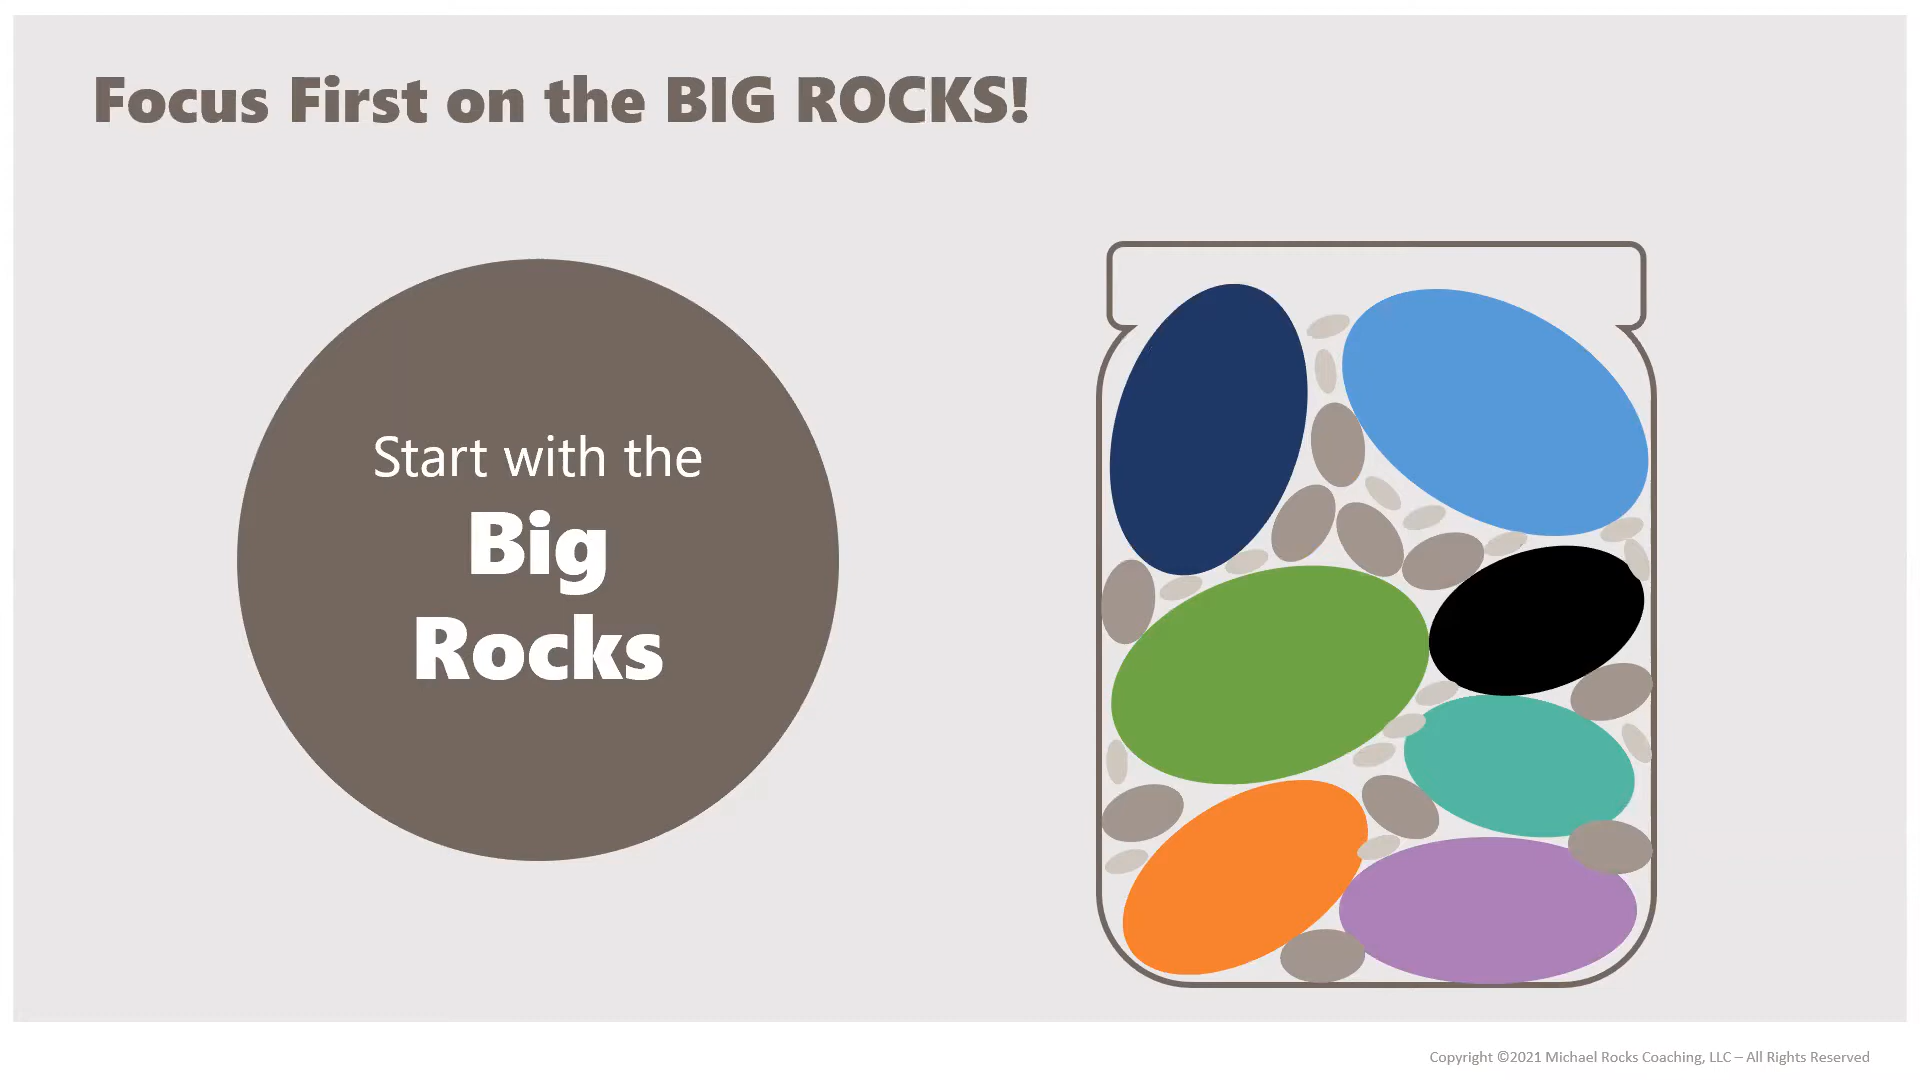 Focus First on the BIG ROCKS!
Start with the
Big
Rocks
Copyright ©2021 Michael Rocks Coaching, LLC – All Rights Reserved